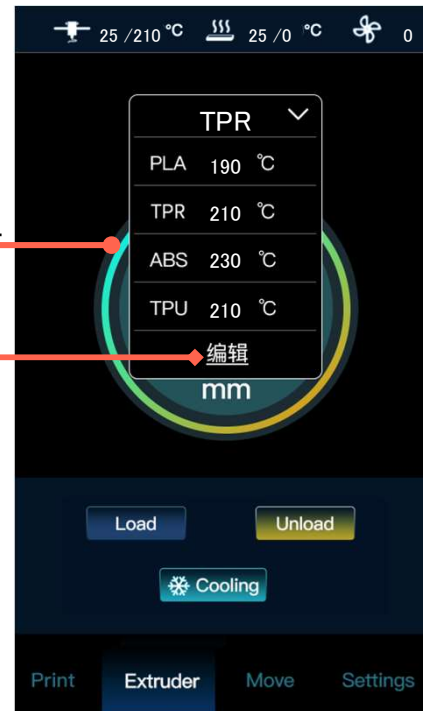 25 /210 °C 25 /0 °C 0
TPR
PLA 190 ℃
TPR 210 ℃
ABS 230 ℃
TPU 210 ℃
编辑
mm
Load Unload
Cooling
Print Extruder Move Settings